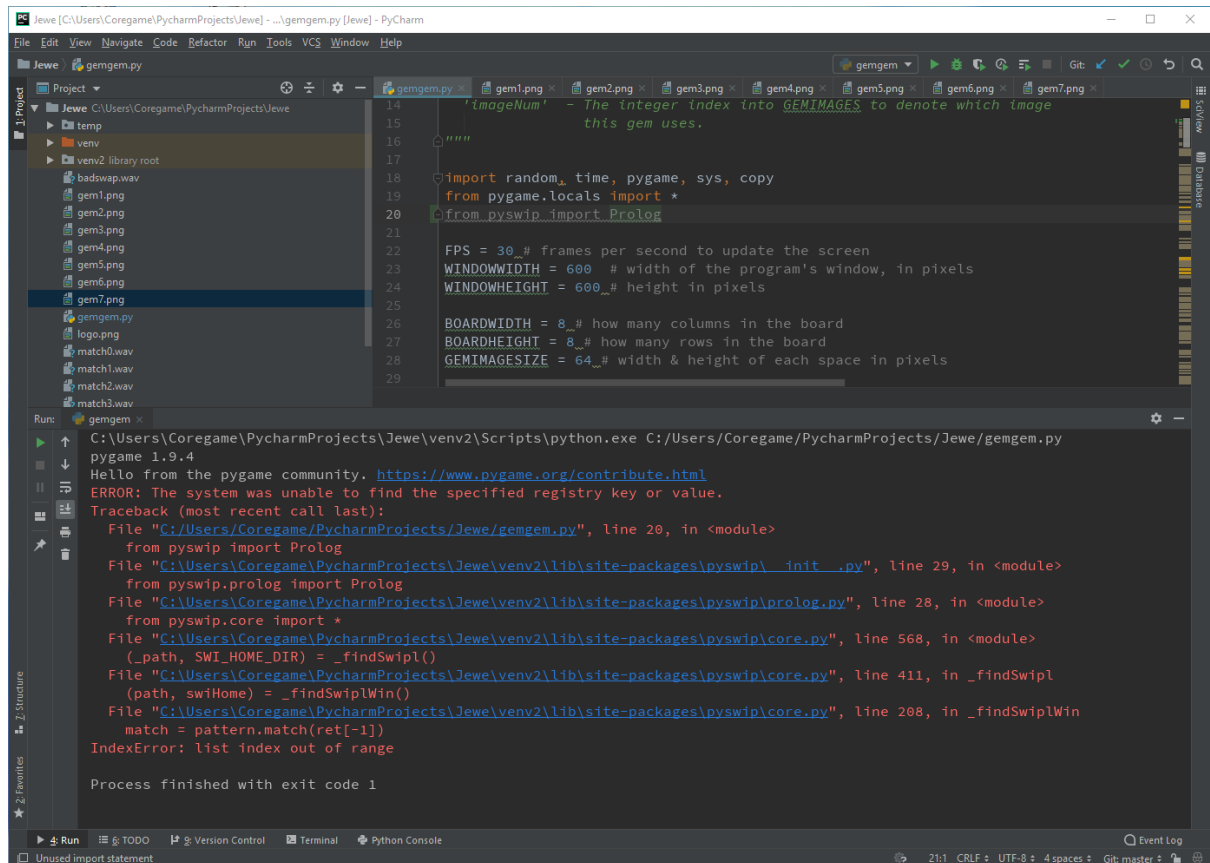 Jewe [C:\Users\Coregame\PycharmProjects\Jewe] - ...\gemgem.py [Jewe] - PyCharm
File Edit View Navigate Code Refactor Run Tools VCS Window Help
Jewe gemgem.py gemgem Git:
Project
gemgem.py gem1.png gem2.png gem3.png gem4.png gem5.png gem6.png gem7.png
1: Project
SciView
Database
Jewe C:\Users\Coregame\PycharmProjects\Jewe
temp
venv
venv2 library root
badswap.wav
gem1.png
gem2.png
gem3.png
gem4.png
gem5.png
gem6.png
gem7.png
gemgem.py
logo.png
match0.wav
match1.wav
match2.wav
match3.wav
14 'imageNum' - The integer index into GEMIMAGES to denote which image
15 this gem uses.
16 """
17
18 import random, time, pygame, sys, copy
19 from pygame.locals import *
20 from pyswip import Prolog
21
22 FPS = 30 # frames per second to update the screen
23 WINDOWWIDTH = 600 # width of the program's window, in pixels
24 WINDOWHEIGHT = 600 # height in pixels
25
26 BOARDWIDTH = 8 # how many columns in the board
27 BOARDHEIGHT = 8 # how many rows in the board
28 GEMIMAGESIZE = 64 # width & height of each space in pixels
29
Run: gemgem
C:\Users\Coregame\PycharmProjects\Jewe\venv2\Scripts\python.exe C:/Users/Coregame/PycharmProjects/Jewe/gemgem.py
pygame 1.9.4
Hello from the pygame community. https://www.pygame.org/contribute.html
ERROR: The system was unable to find the specified registry key or value.
Traceback (most recent call last):
File "C:/Users/Coregame/PycharmProjects/Jewe/gemgem.py", line 20, in <module>
from pyswip import Prolog
File "C:\Users\Coregame\PycharmProjects\Jewe\venv2\lib\site-packages\pyswip\__init__.py", line 29, in <module>
from pyswip.prolog import Prolog
File "C:\Users\Coregame\PycharmProjects\Jewe\venv2\lib\site-packages\pyswip\prolog.py", line 28, in <module>
from pyswip.core import *
File "C:\Users\Coregame\PycharmProjects\Jewe\venv2\lib\site-packages\pyswip\core.py", line 568, in <module>
(_path, SWI_HOME_DIR) = _findSwipl()
File "C:\Users\Coregame\PycharmProjects\Jewe\venv2\lib\site-packages\pyswip\core.py", line 411, in _findSwipl
(path, swiHome) = _findSwiplWin()
File "C:\Users\Coregame\PycharmProjects\Jewe\venv2\lib\site-packages\pyswip\core.py", line 208, in _findSwiplWin
match = pattern.match(ret[-1])
IndexError: list index out of range
Process finished with exit code 1
7: Structure
2: Favorites
4: Run 6: TODO 9: Version Control Terminal Python Console Event Log
Unused import statement 21:1 CRLF UTF-8 4 spaces Git: master